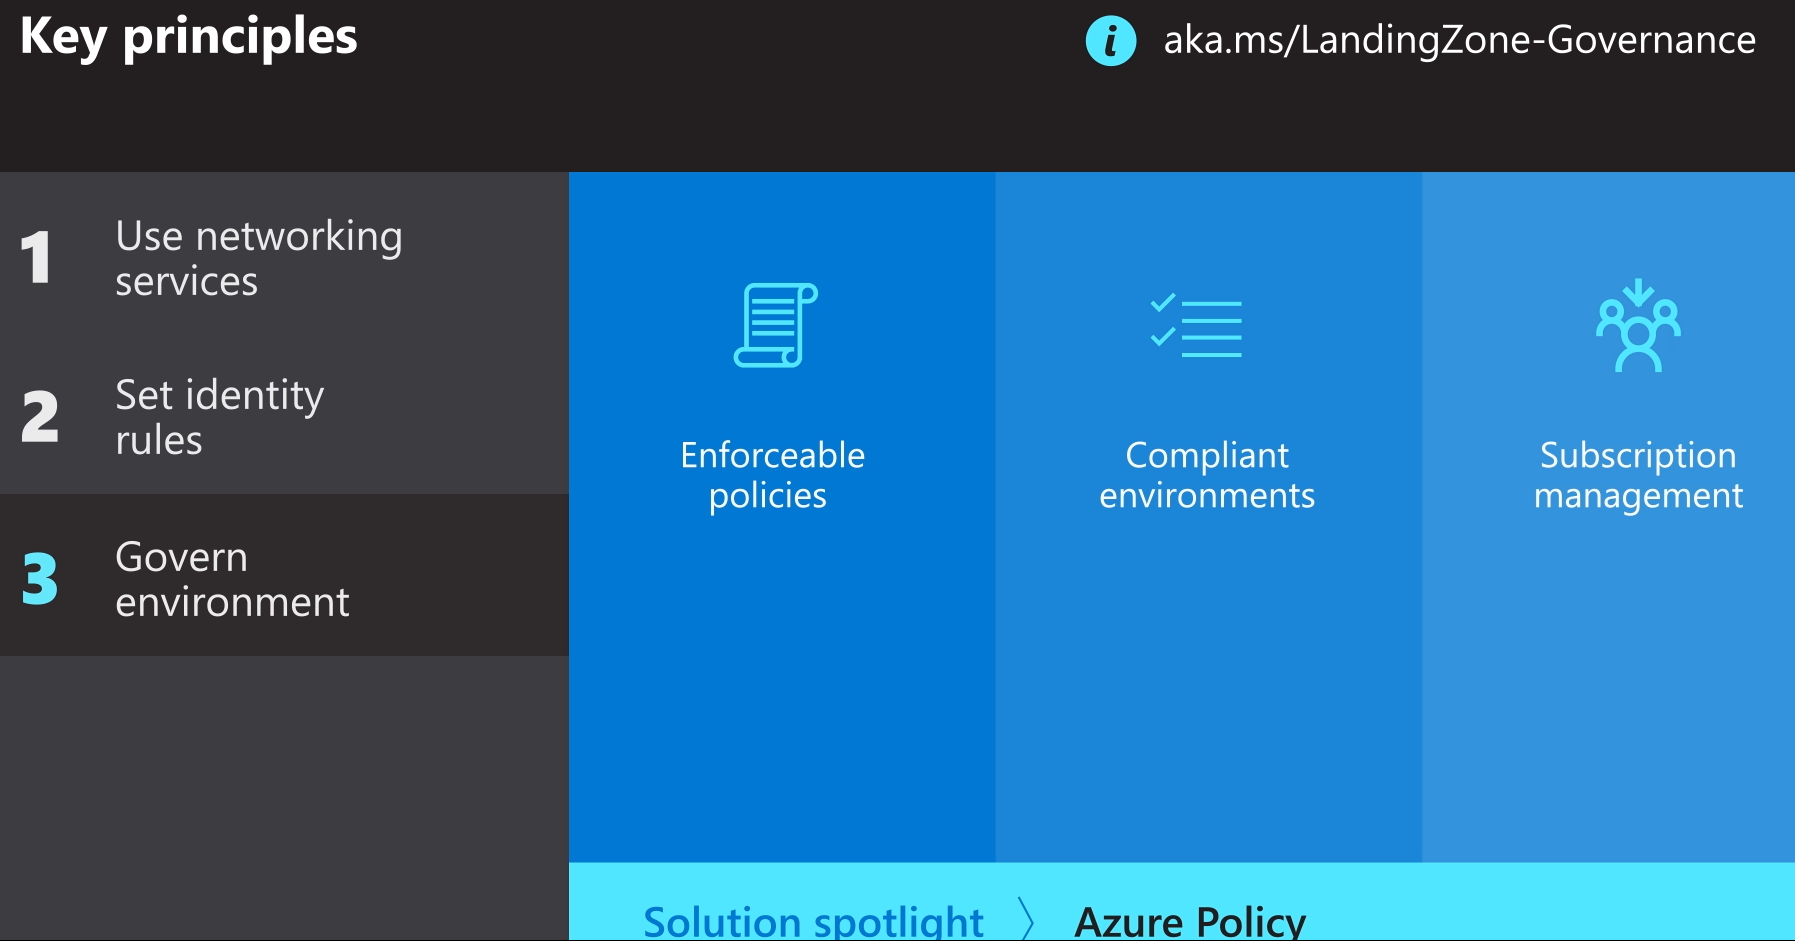 Key principles
i aka.ms/LandingZone-Governance
1 Use networking
services
2 Set identity
rules
3 Govern
environment
Enforceable
policies
Compliant
environments
Subscription
management
Solution spotlight
Azure Policy